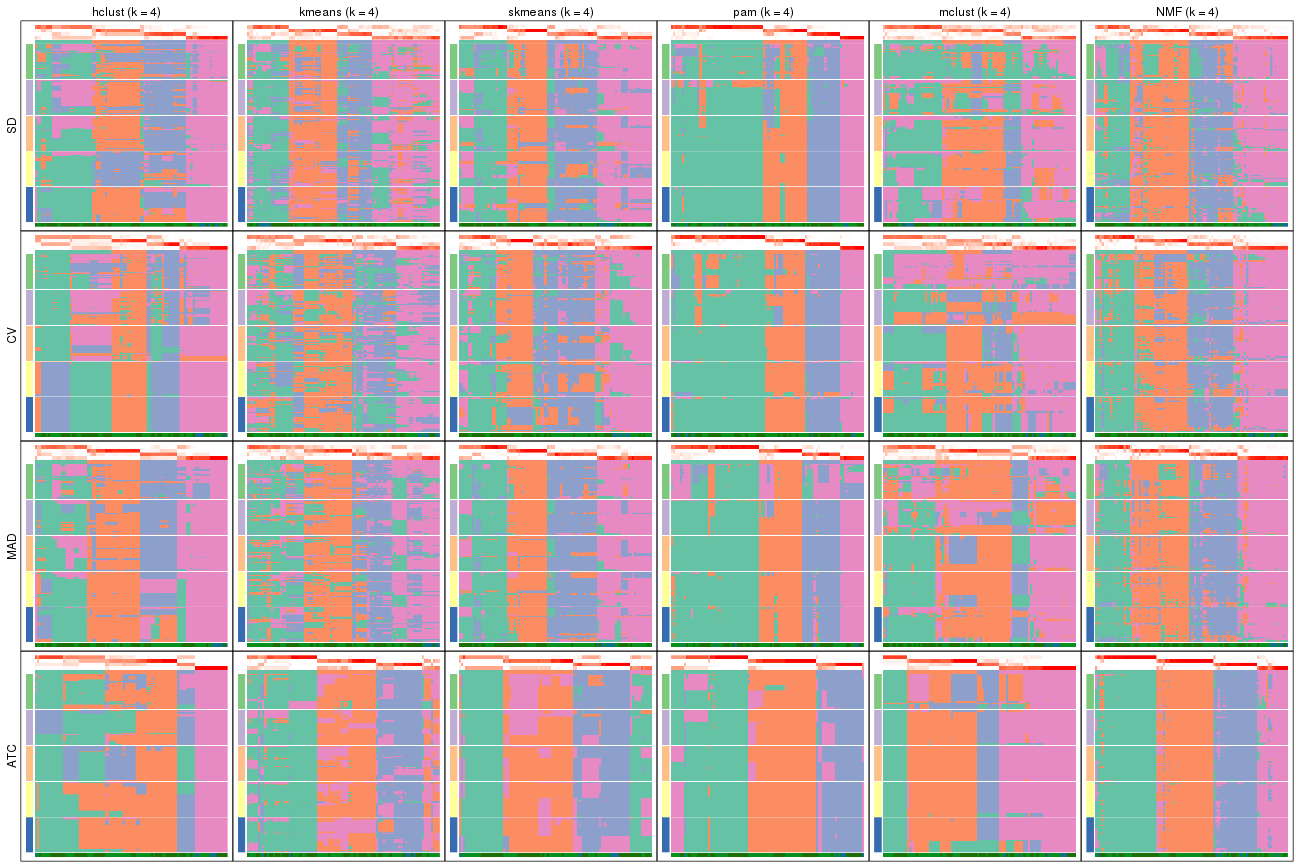 hclust (k = 4) kmeans (k = 4) skmeans (k = 4) pam (k = 4) mclust (k = 4) NMF (k = 4)
SD
CV
MAD
ATC